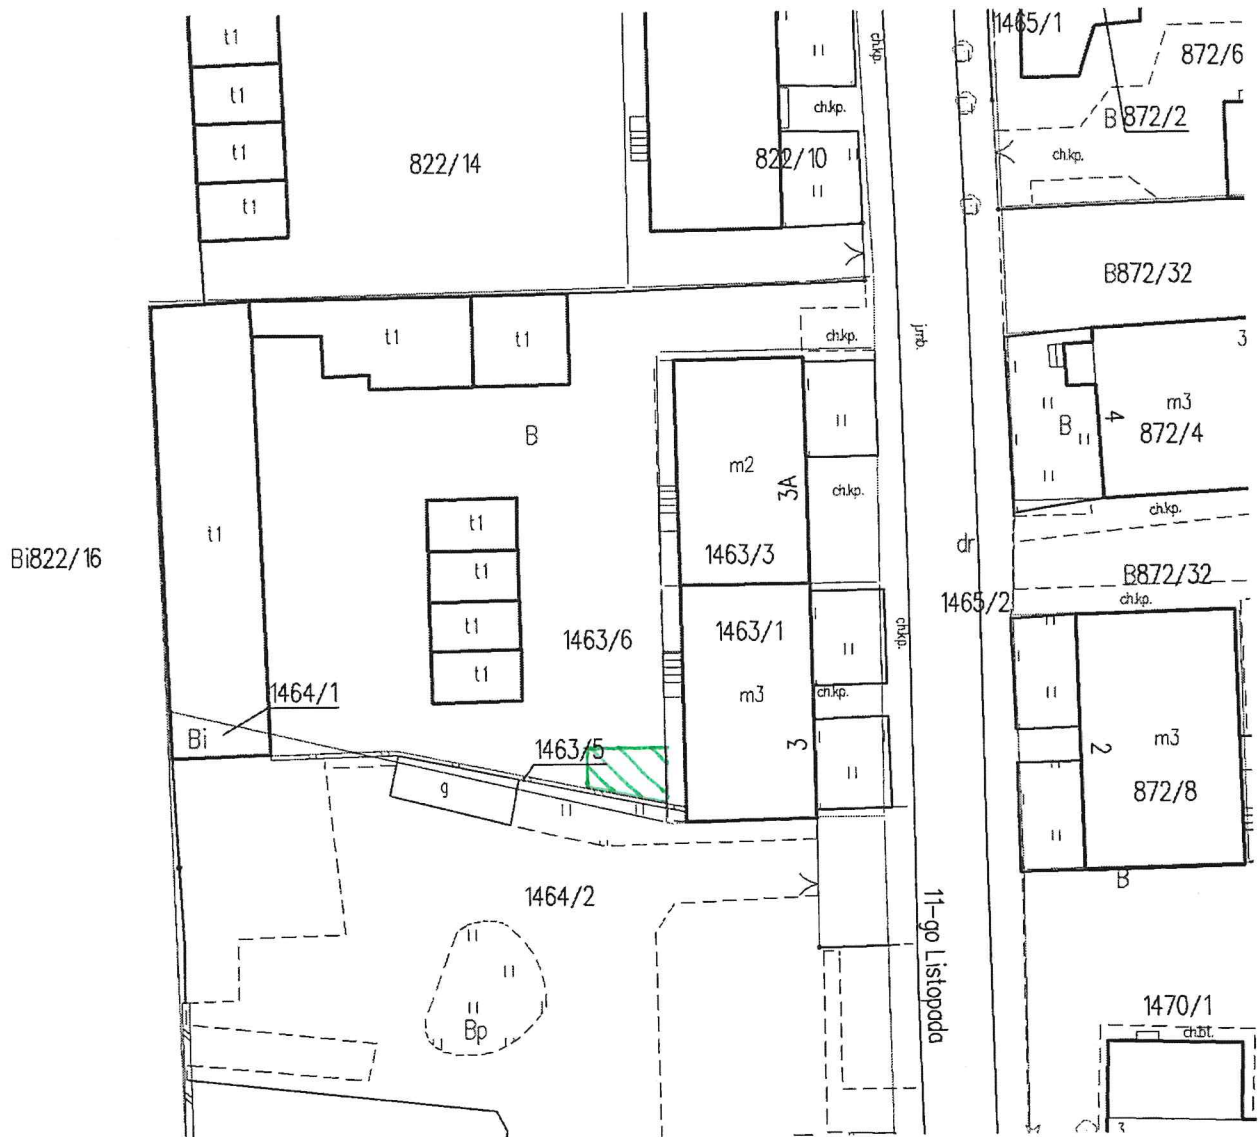 t1
t1
t1
t1
822/14
ch.kp.
ch.kp.
822/10
1465/1
872/6
B 872/2
ch.kp.
B872/32
jmb.
ch.kp.
t1
t1
B
t1
Bi822/16
t1
t1
t1
t1
m2
3A
1463/3
ch.kp.
3
m3
872/4
4
B
ch.kp.
dr
B872/32
ch.kp.
1465/2
1463/6
1463/1
m3
3
ch.kp.
ch.kp.
1464/1
Bi
1463/5
g
m3
872/8
2
B
1464/2
Bp
11-go Listopada
1470/1
ch.bt.
3